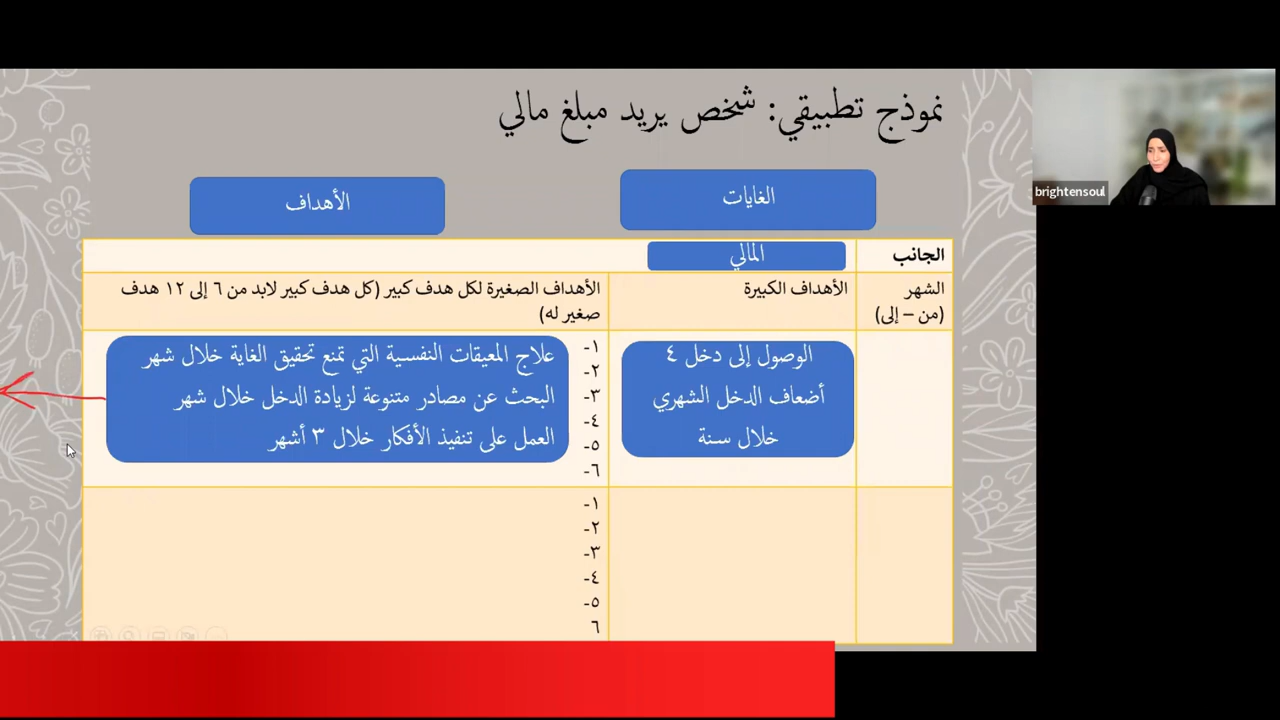 نموذج تطبيقي: شخص يريد مبلغ مالي
brightensoul
الغايات
الأهداف
الجانب
المالي
الشهر
(من – إلى)
الأهداف الكبيرة
الأهداف الصغيرة لكل هدف كبير (كل هدف كبير لابد من ٦ إلى ١٢ هدف
صغير له)
الوصول إلى دخل ٤
أضعاف الدخل الشهري
خلال سنة
١-
٢-
٣-
٤-
٥-
٦-
علاج المعيقات النفسية التي تمنع تحقيق الغاية خلال شهر
البحث عن مصادر متنوعة لزيادة الدخل خلال شهر
العمل على تنفيذ الأفكار خلال ٣ أشهر
١-
٢-
٣-
٤-
٥-
٦